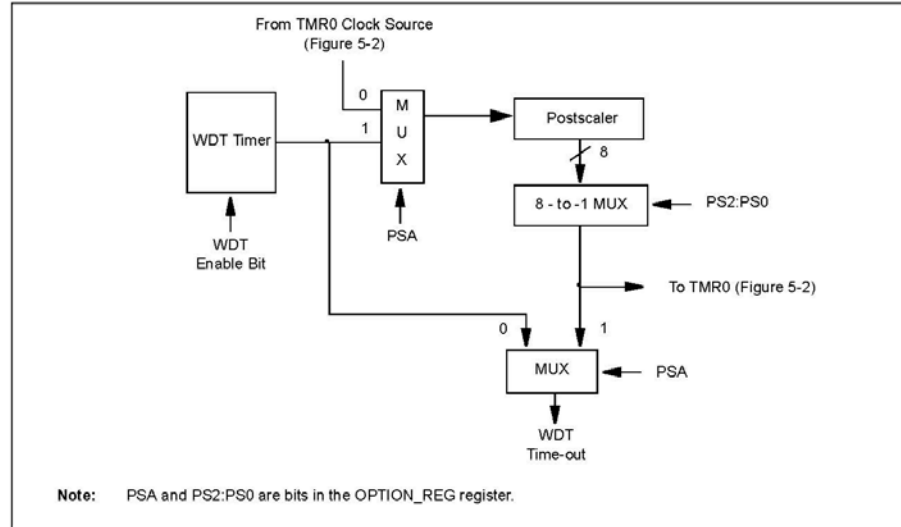 From TMR0 Clock Source
(Figure 5-2)
0
M
U
X
1
WDT Timer
Postscaler
8
8 - to -1 MUX
PS2:PS0
PSA
WDT
Enable Bit
To TMR0 (Figure 5-2)
0
1
MUX
PSA
WDT
Time-out
Note: PSA and PS2:PS0 are bits in the OPTION_REG register.